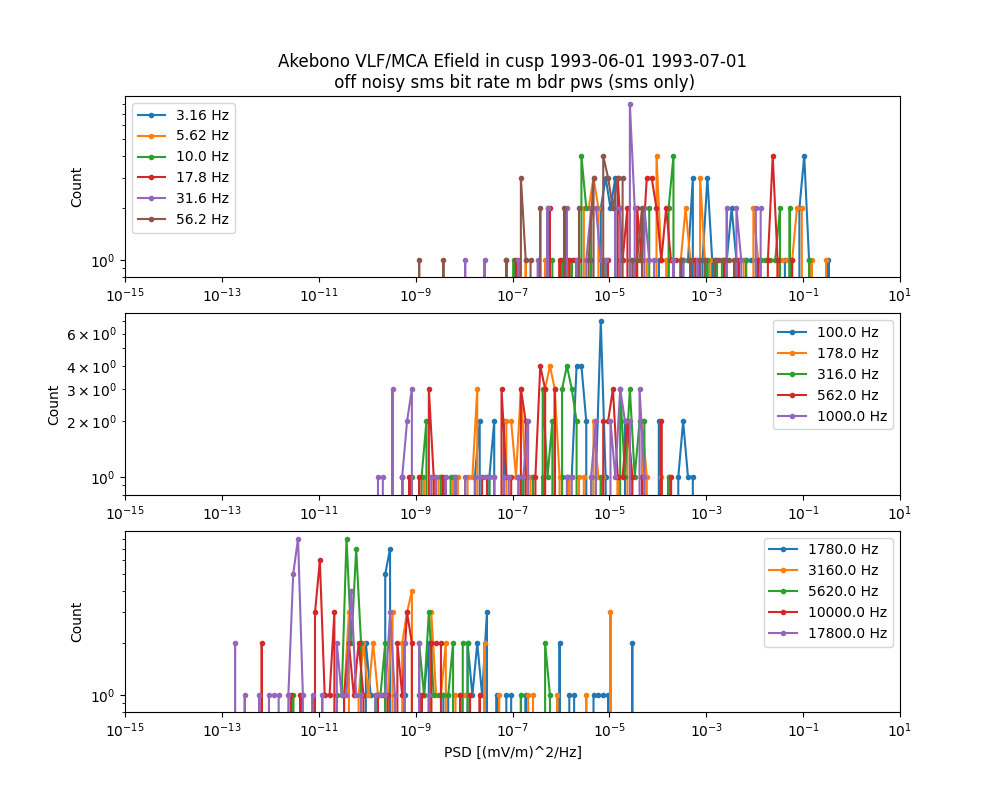 Akebono VLF/MCA Efield in cusp 1993-06-01 1993-07-01
off noisy sms bit rate m bdr pws (sms only)
Count
10⁰
3.16 Hz
5.62 Hz
10.0 Hz
17.8 Hz
31.6 Hz
56.2 Hz
10⁻¹⁵ 10⁻¹³ 10⁻¹¹ 10⁻⁹ 10⁻⁷ 10⁻⁵ 10⁻³ 10⁻¹ 10¹
Count
6 × 10⁰
4 × 10⁰
3 × 10⁰
2 × 10⁰
10⁰
100.0 Hz
178.0 Hz
316.0 Hz
562.0 Hz
1000.0 Hz
10⁻¹⁵ 10⁻¹³ 10⁻¹¹ 10⁻⁹ 10⁻⁷ 10⁻⁵ 10⁻³ 10⁻¹ 10¹
Count
10⁰
1780.0 Hz
3160.0 Hz
5620.0 Hz
10000.0 Hz
17800.0 Hz
10⁻¹⁵ 10⁻¹³ 10⁻¹¹ 10⁻⁹ 10⁻⁷ 10⁻⁵ 10⁻³ 10⁻¹ 10¹
PSD [(mV/m)^2/Hz]